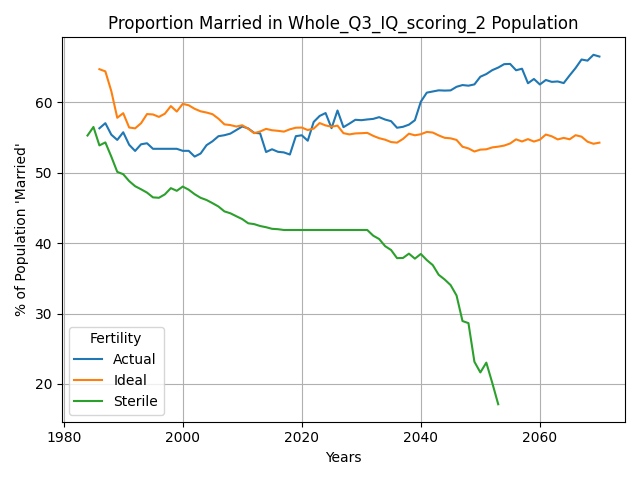 Proportion Married in Whole_Q3_IQ_scoring_2 Population
% of Population 'Married'
60
50
40
30
20
Fertility
Actual
Ideal
Sterile
1980
2000
2020
2040
2060
Years